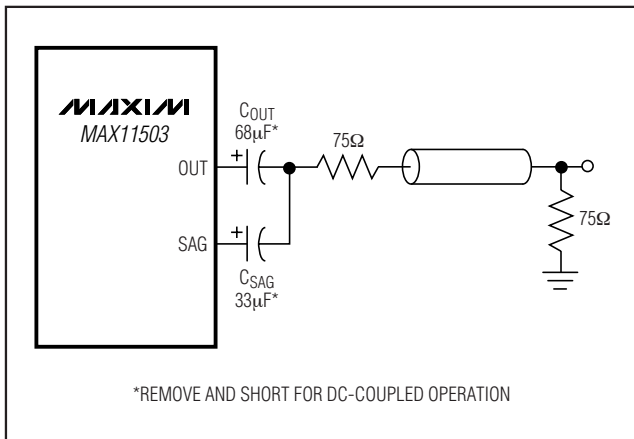 MAXIM
MAX11503
COUT
68μF*
75Ω
OUT
+
SAG
+
CSAG
33μF*
75Ω
*REMOVE AND SHORT FOR DC-COUPLED OPERATION